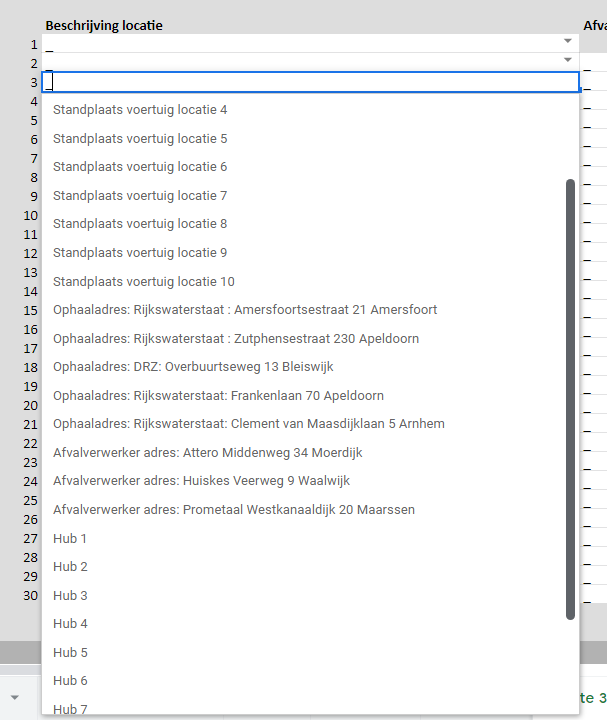 Beschrijving locatie Afva
1 _
2 _
3 _ _
4 _
5 _
6 _
7 _
8 _
9 _
10 _
11 _
12 _
13 _
14 _
15 _
16 _
17 _
18 _
19 _
20 _
21 _
22 _
23 _
24 _
25 _
26 _
27 _
28 _
29 _
30 _
Standplaats voertuig locatie 4
Standplaats voertuig locatie 5
Standplaats voertuig locatie 6
Standplaats voertuig locatie 7
Standplaats voertuig locatie 8
Standplaats voertuig locatie 9
Standplaats voertuig locatie 10
Ophaaladres: Rijkswaterstaat : Amersfoortsestraat 21 Amersfoort
Ophaaladres: Rijkswaterstaat : Zutphensestraat 230 Apeldoorn
Ophaaladres: DRZ: Overbuurtseweg 13 Bleiswijk
Ophaaladres: Rijkswaterstaat: Frankenlaan 70 Apeldoorn
Ophaaladres: Rijkswaterstaat: Clement van Maasdijklaan 5 Arnhem
Afvalverwerker adres: Attero Middenweg 34 Moerdijk
Afvalverwerker adres: Huiskes Veerweg 9 Waalwijk
Afvalverwerker adres: Prometaal Westkanaaldijk 20 Maarssen
Hub 1
Hub 2
Hub 3
Hub 4
Hub 5
Hub 6
Hub 7
te 3